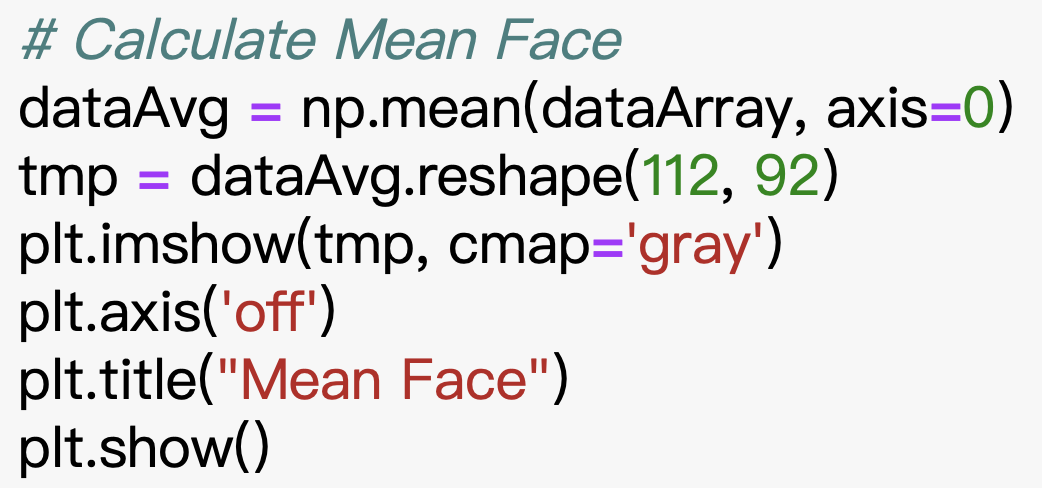 # Calculate Mean Face
dataAvg = np.mean(dataArray, axis=0)
tmp = dataAvg.reshape(112, 92)
plt.imshow(tmp, cmap='gray')
plt.axis('off')
plt.title("Mean Face")
plt.show()